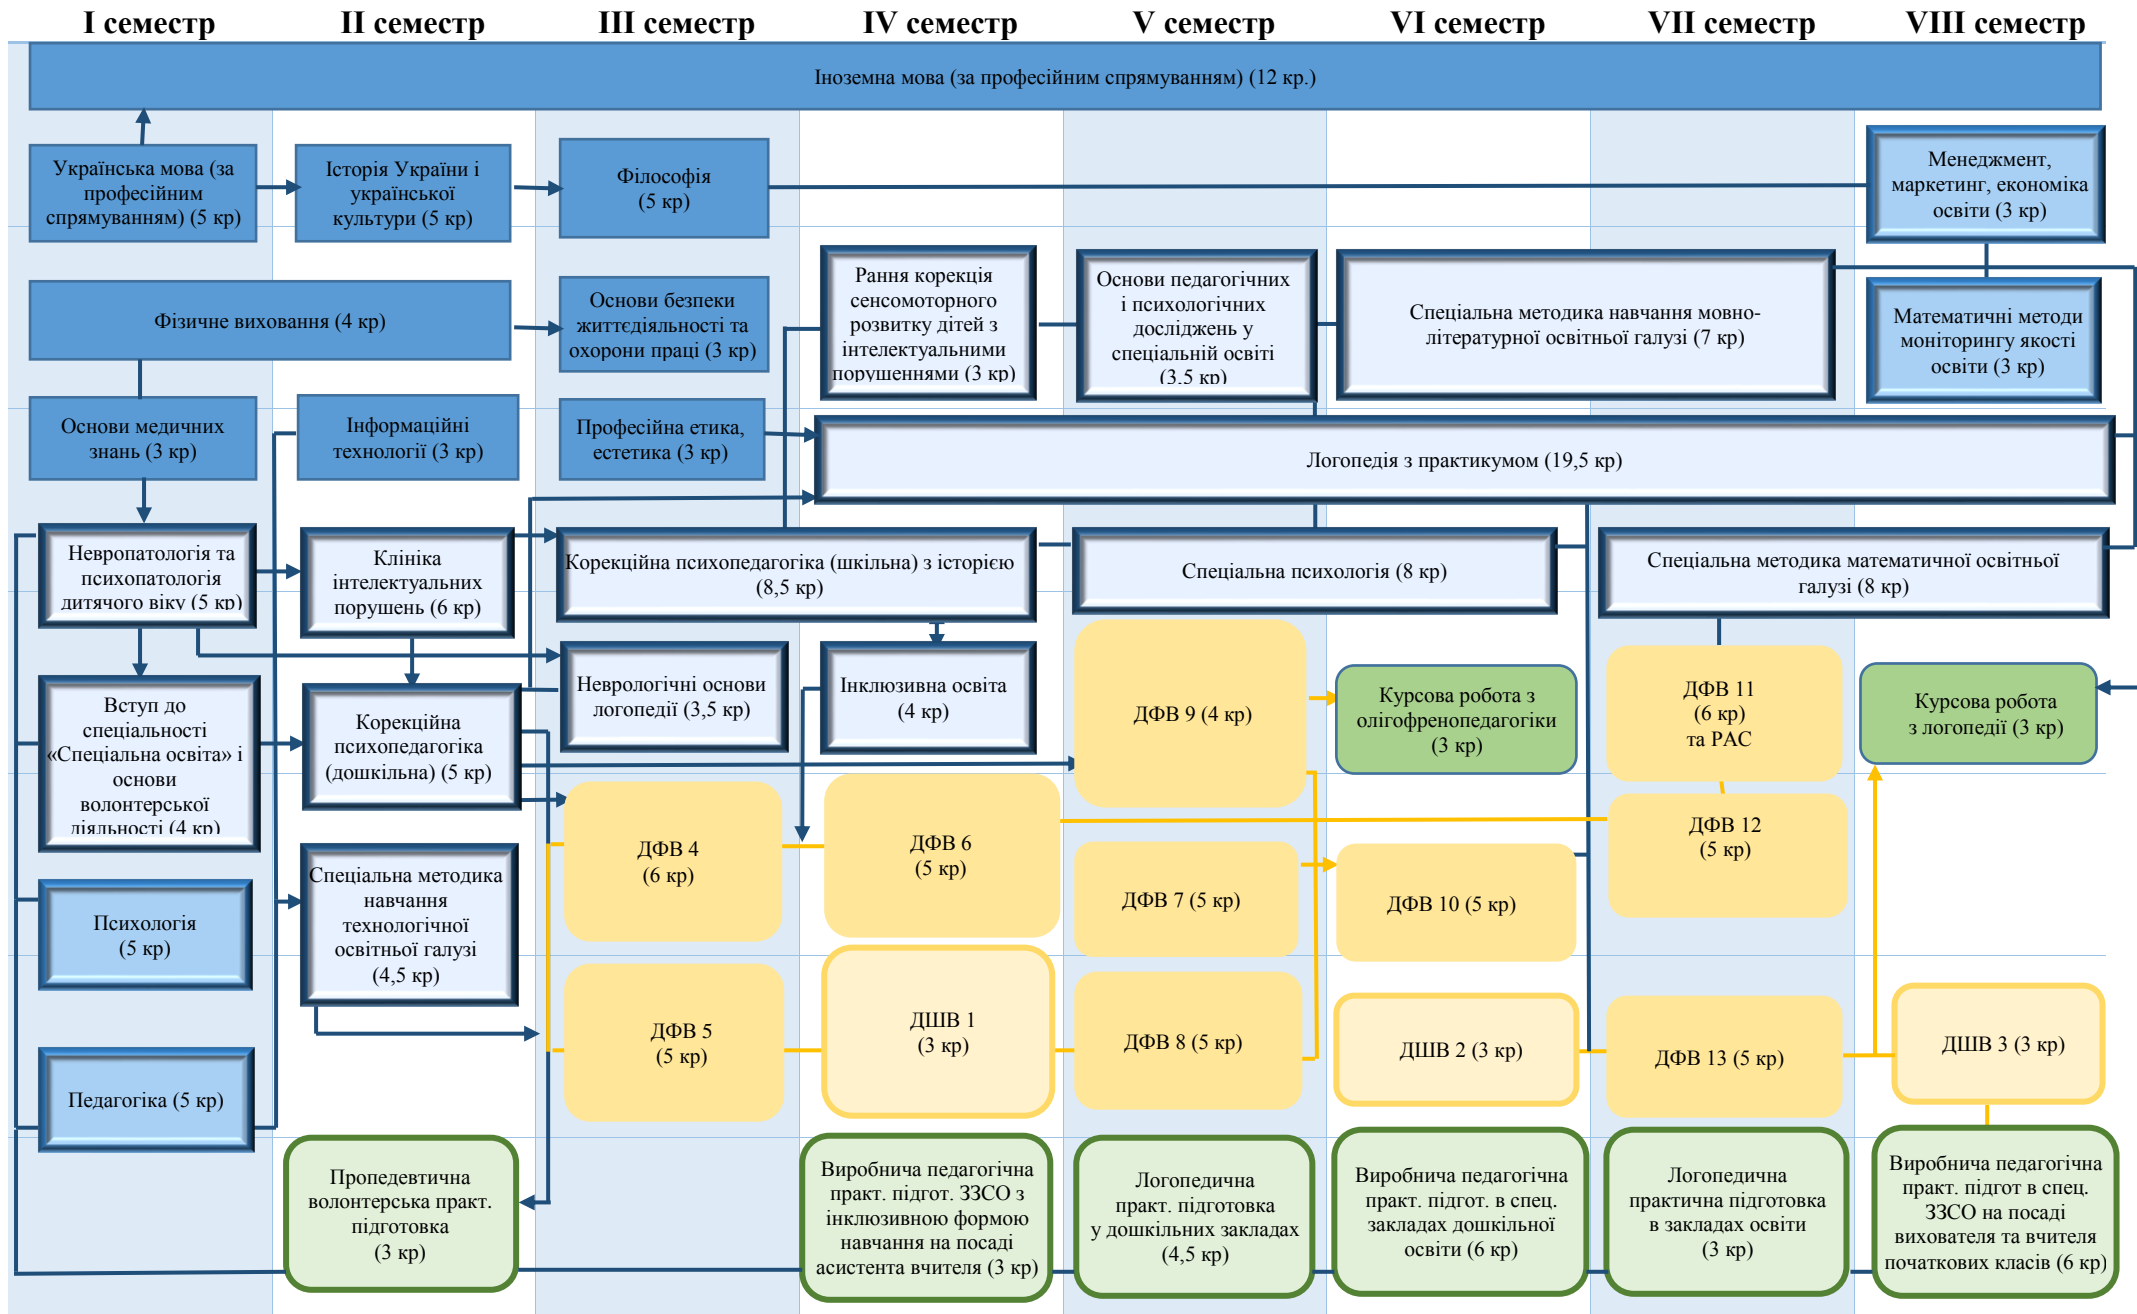 I семестр
II семестр
III семестр
IV семестр
V семестр
VI семестр
VII семестр
VIII семестр
Іноземна мова (за професійним спрямуванням) (12 кр.)
Українська мова (за
професійним
спрямуванням) (5 кр)
Історія України і
української
культури (5 кр)
Філософія
(5 кр)
Менеджмент,
маркетинг, економіка
освіти (3 кр)
Фізичне виховання (4 кр)
Основи безпеки
життєдіяльності та
охорони праці (3 кр)
Рання корекція
сенсомоторного
розвитку дітей з
інтелектуальними
порушеннями (3 кр)
Основи педагогічних
і психологічних
досліджень у
спеціальній освіті
(3,5 кр)
Спеціальна методика навчання мовно-
літературної освітньої галузі (7 кр)
Математичні методи
моніторингу якості
освіти (3 кр)
Основи медичних
знань (3 кр)
Інформаційні
технології (3 кр)
Професійна етика,
естетика (3 кр)
Логопедія з практикумом (19,5 кр)
Невропатологія та
психопатологія
дитячого віку (5 кр)
Клініка
інтелектуальних
порушень (6 кр)
Корекційна психопедагогіка (шкільна) з історією
(8,5 кр)
Спеціальна психологія (8 кр)
Спеціальна методика математичної освітньої
галузі (8 кр)
Вступ до
спеціальності
«Спеціальна освіта» і
основи
волонтерської
діяльності (4 кр)
Корекційна
психопедагогіка
(дошкільна) (5 кр)
Неврологічні основи
логопедії (3,5 кр)
Інклюзивна освіта
(4 кр)
ДФВ 9 (4 кр)
Курсова робота з
олігофренопедагогіки
(3 кр)
ДФВ 11
(6 кр)
та РАС
Курсова робота
з логопедії (3 кр)
Психологія
(5 кр)
Спеціальна методика
навчання
технологічної
освітньої галузі
(4,5 кр)
ДФВ 4
(6 кр)
ДФВ 6
(5 кр)
ДФВ 7 (5 кр)
ДФВ 10 (5 кр)
ДФВ 12
(5 кр)
Педагогіка (5 кр)
ДФВ 5
(5 кр)
ДШВ 1
(3 кр)
ДФВ 8 (5 кр)
ДШВ 2 (3 кр)
ДФВ 13 (5 кр)
ДШВ 3 (3 кр)
Пропедевтична
волонтерська практ.
підготовка
(3 кр)
Виробнича педагогічна
практ. підгот. ЗЗСО з
інклюзивною формою
навчання на посаді
асистента вчителя (3 кр)
Логопедична
практ. підготовка
у дошкільних закладах
(4,5 кр)
Виробнича педагогічна
практ. підгот. в спец.
закладах дошкільної
освіти (6 кр)
Логопедична
практична підготовка
в закладах освіти
(3 кр)
Виробнича педагогічна
практ. підгот в спец.
ЗЗСО на посаді
вихователя та вчителя
початкових класів (6 кр)